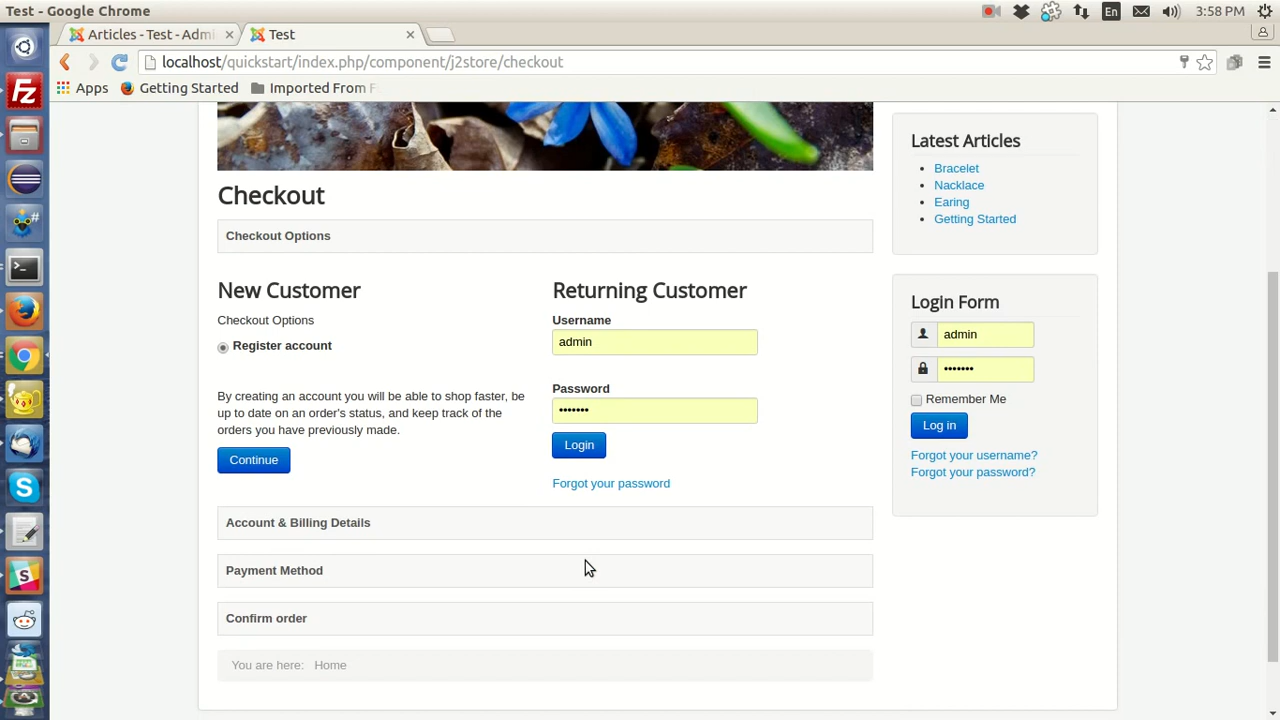 Test - Google Chrome
En
3:58 PM
Articles - Test - Admi
Test
localhost/quickstart/index.php/component/j2store/checkout
Apps
Getting Started
Imported From F
Checkout
Checkout Options
New Customer
Checkout Options
Register account
By creating an account you will be able to shop faster, be
up to date on an order's status, and keep track of the
orders you have previously made.
Continue
Returning Customer
Username
admin
Password
•••••••
Login
Forgot your password
Account & Billing Details
Payment Method
Confirm order
You are here: Home
Latest Articles
Bracelet
Nacklace
Earing
Getting Started
Login Form
admin
•••••••
Remember Me
Log in
Forgot your username?
Forgot your password?